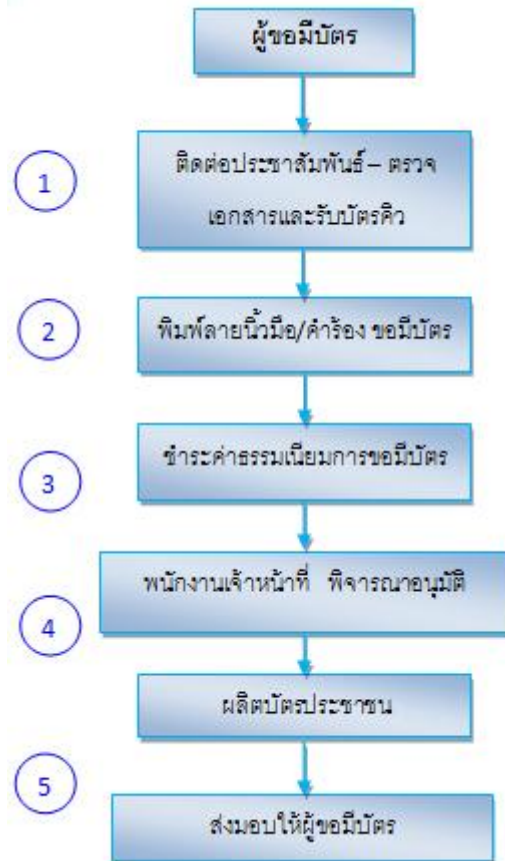 ผู้ขอมีบัตร
1
ติดต่อประชาสัมพันธ์ – ตรวจ
เอกสารและรับบัตรคิว
2
พิมพ์ลายนิ้วมือ/คำร้อง ขอมีบัตร
3
ชำระค่าธรรมเนียมการขอมีบัตร
4
พนักงานเจ้าหน้าที่ พิจารณาอนุมัติ
ผลิตบัตรประชาชน
5
ส่งมอบให้ผู้ขอมีบัตร